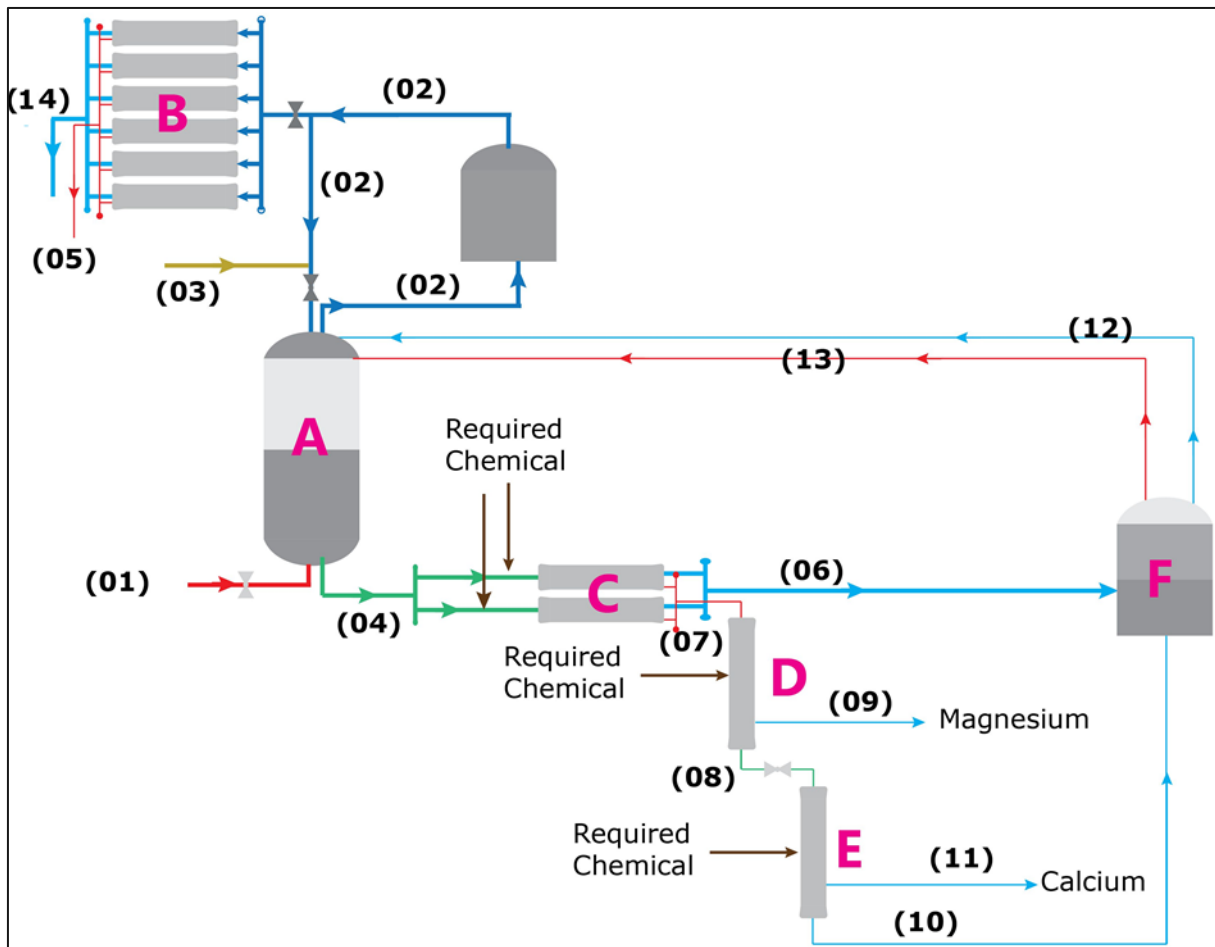 B
(14)
(02)
(02)
(05)
(03)
(02)
(12)
(13)
A
Required
Chemical
(01)
(04)
C
(06)
F
(07)
Required
Chemical
D
(09)
Magnesium
(08)
Required
Chemical
E
(11)
Calcium
(10)